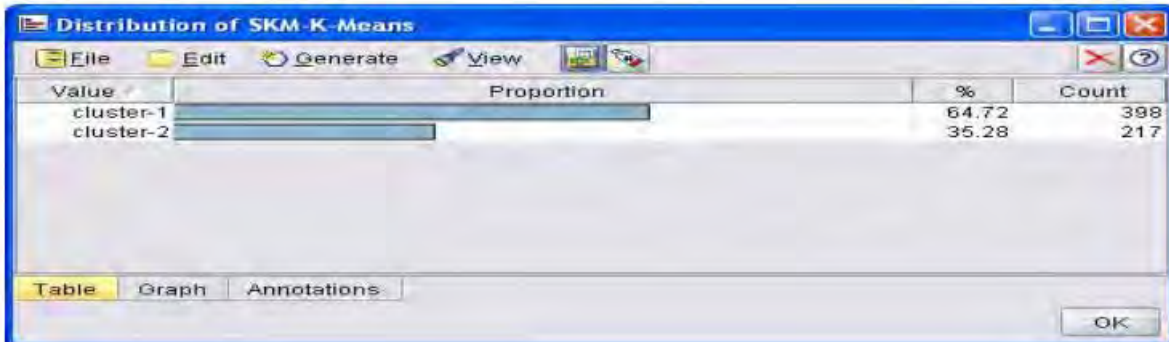 Distribution of SKM-K-Means
File Edit Generate View
Value Proportion % Count
cluster-1 64.72 398
cluster-2 35.28 217
Table Graph Annotations
OK